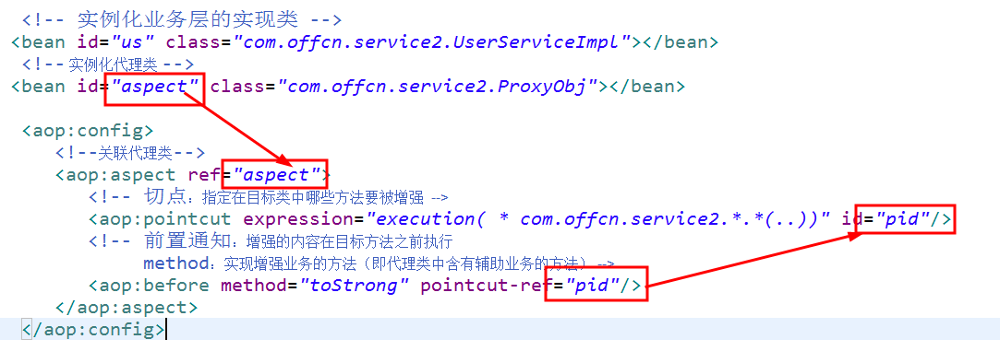 <!-- 实例化业务层的实现类 -->
<bean id="us" class="com.offcn.service2.UserServiceImpl"></bean>
<!-- 实例化代理类 -->
<bean id="aspect" class="com.offcn.service2.ProxyObj"></bean>
<aop:config>
<!--关联代理类-->
<aop:aspect ref="aspect">
<!-- 切点：指定在目标类中哪些方法要被增强 -->
<aop:pointcut expression="execution( * com.offcn.service2.*.*(..))" id="pid"/>
<!-- 前置通知：增强的内容在目标方法之前执行
method：实现增强业务的方法（即代理类中含有辅助业务的方法） -->
<aop:before method="toStrong" pointcut-ref="pid"/>
</aop:aspect>
</aop:config>